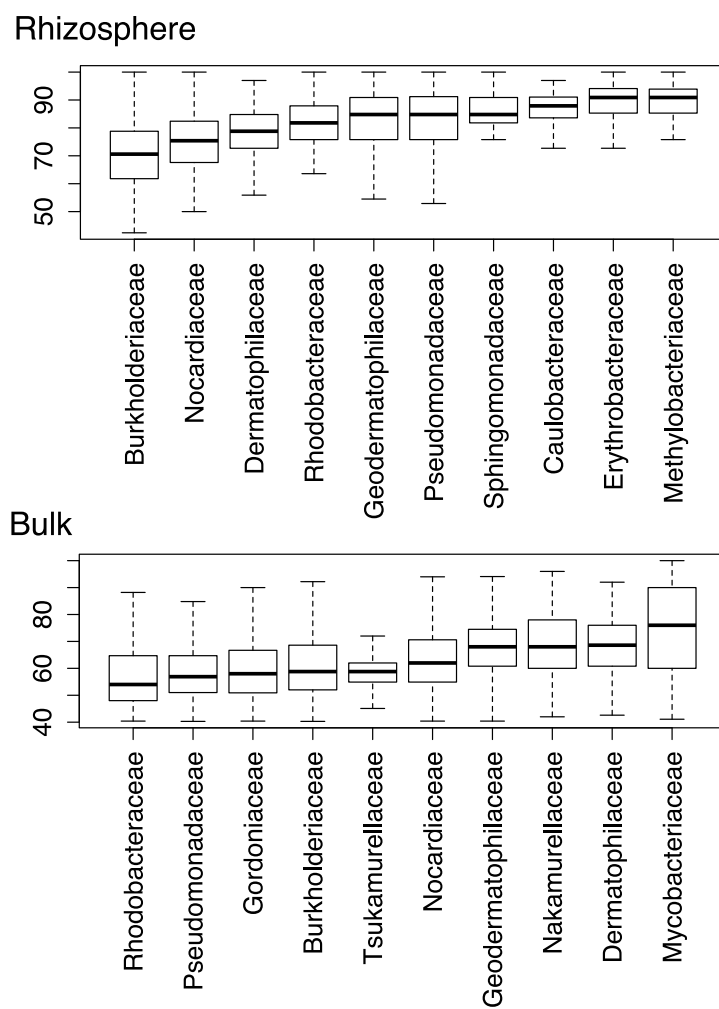 Rhizosphere
90
70
50
Burkholderiaceae
Nocardiaceae
Dermatophilaceae
Rhodobacteraceae
Geodermatophilaceae
Pseudomonadaceae
Sphingomonadaceae
Caulobacteraceae
Erythrobacteraceae
Methylobacteriaceae
Bulk
80
60
40
Rhodobacteraceae
Pseudomonadaceae
Gordoniaceae
Burkholderiaceae
Tsukamurellaceae
Nocardiaceae
Geodermatophilaceae
Nakamurellaceae
Dermatophilaceae
Mycobacteriaceae